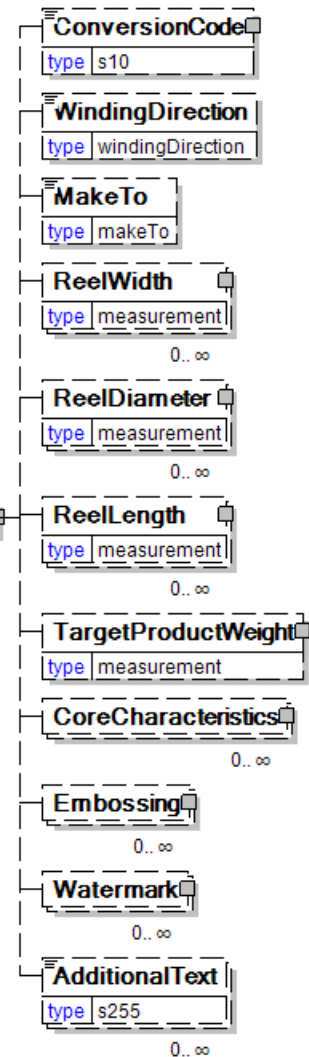 ConversionCode
type s10
WindingDirection
type windingDirection
MakeTo
type makeTo
ReelWidth
type measurement
0.. ∞
ReelDiameter
type measurement
0.. ∞
ReelLength
type measurement
0.. ∞
TargetProductWeight
type measurement
CoreCharacteristics
0.. ∞
Embossing
0.. ∞
Watermark
0.. ∞
AdditionalText
type s255
0.. ∞